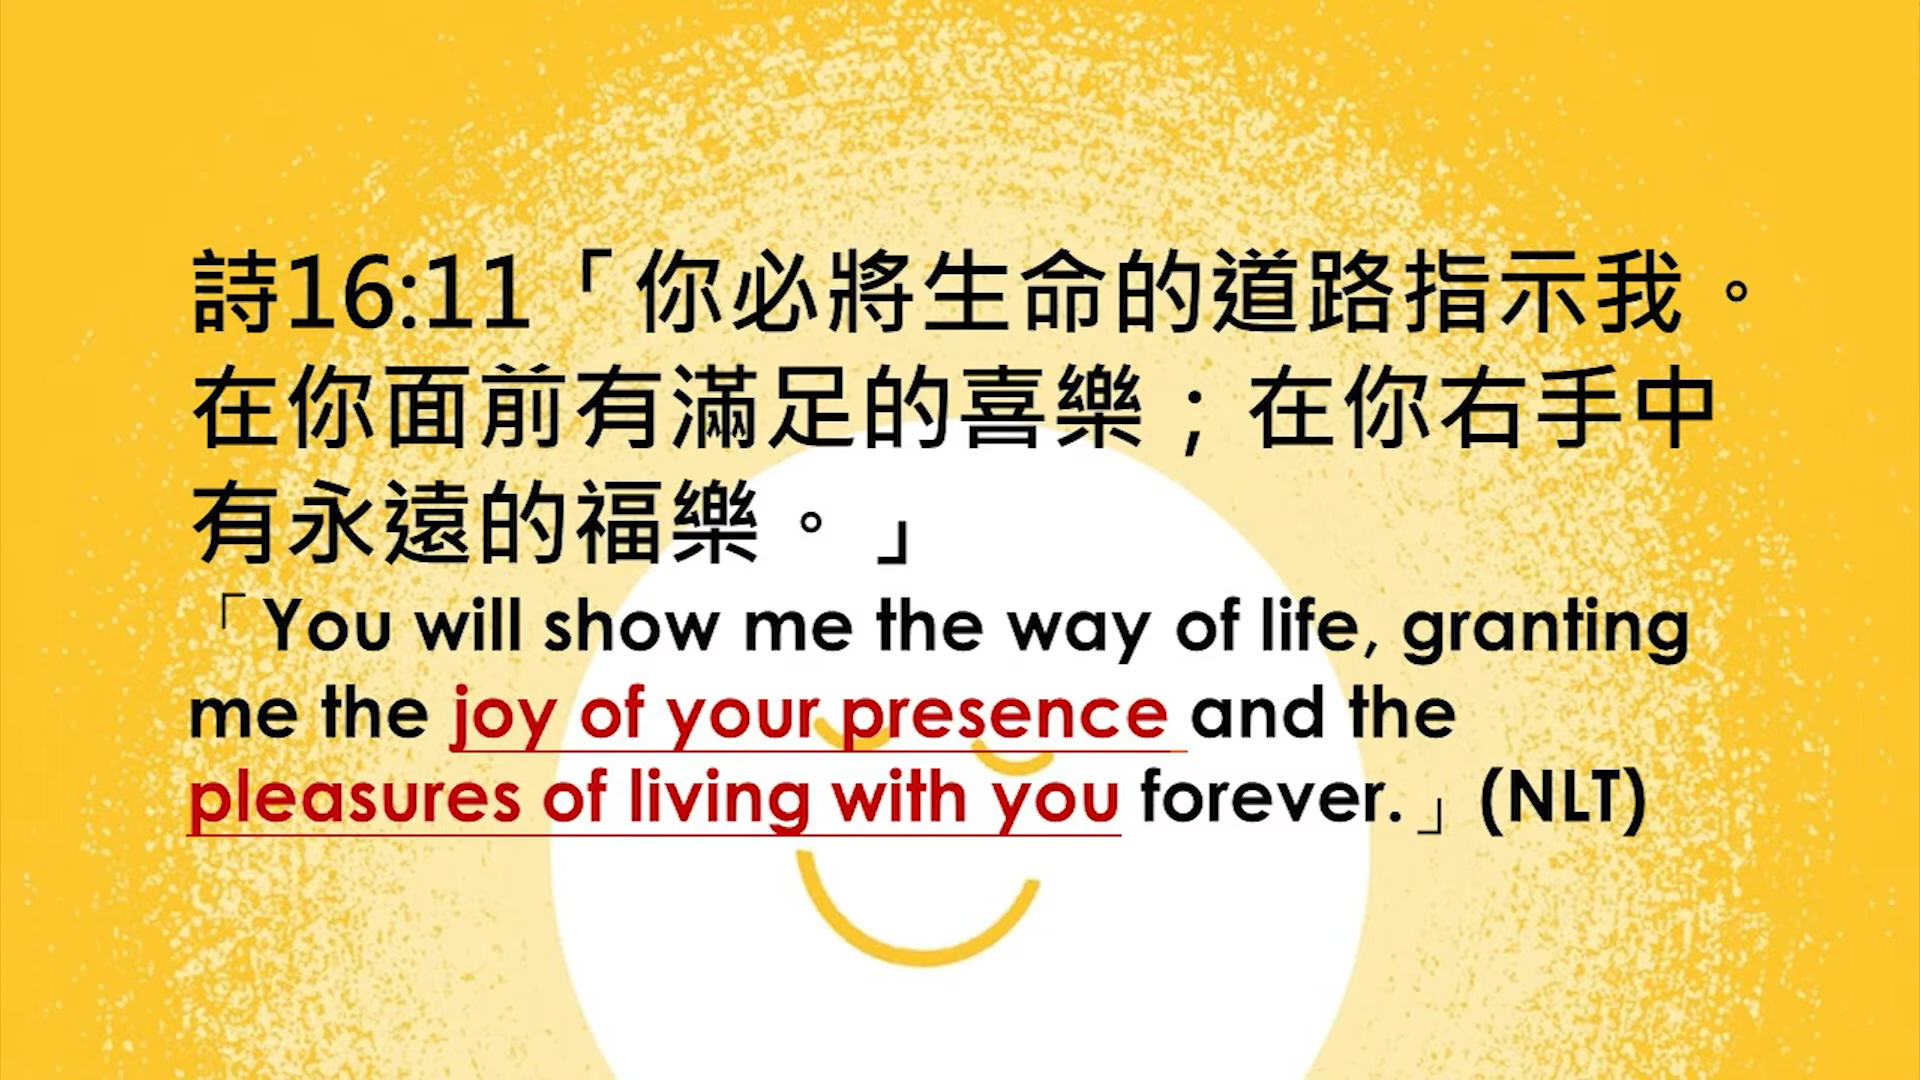 詩16:11「你必將生命的道路指示我。
在你面前有滿足的喜樂；在你右手中
有永遠的福樂。」
「You will show me the way of life, granting
me the joy of your presence and the
pleasures of living with you forever.」(NLT)